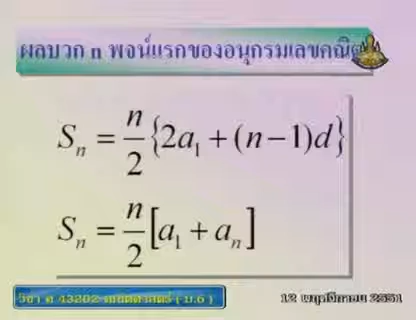 ผลบวก n พจน์แรกของอนุกรมเลขคณิต
Sₙ = n/2 {2a₁ + (n−1)d}
Sₙ = n/2 [a₁ + aₙ]
วิชา ค 43202 คณิตศาสตร์ ( ม.6 )
12 พฤศจิกายน 2551